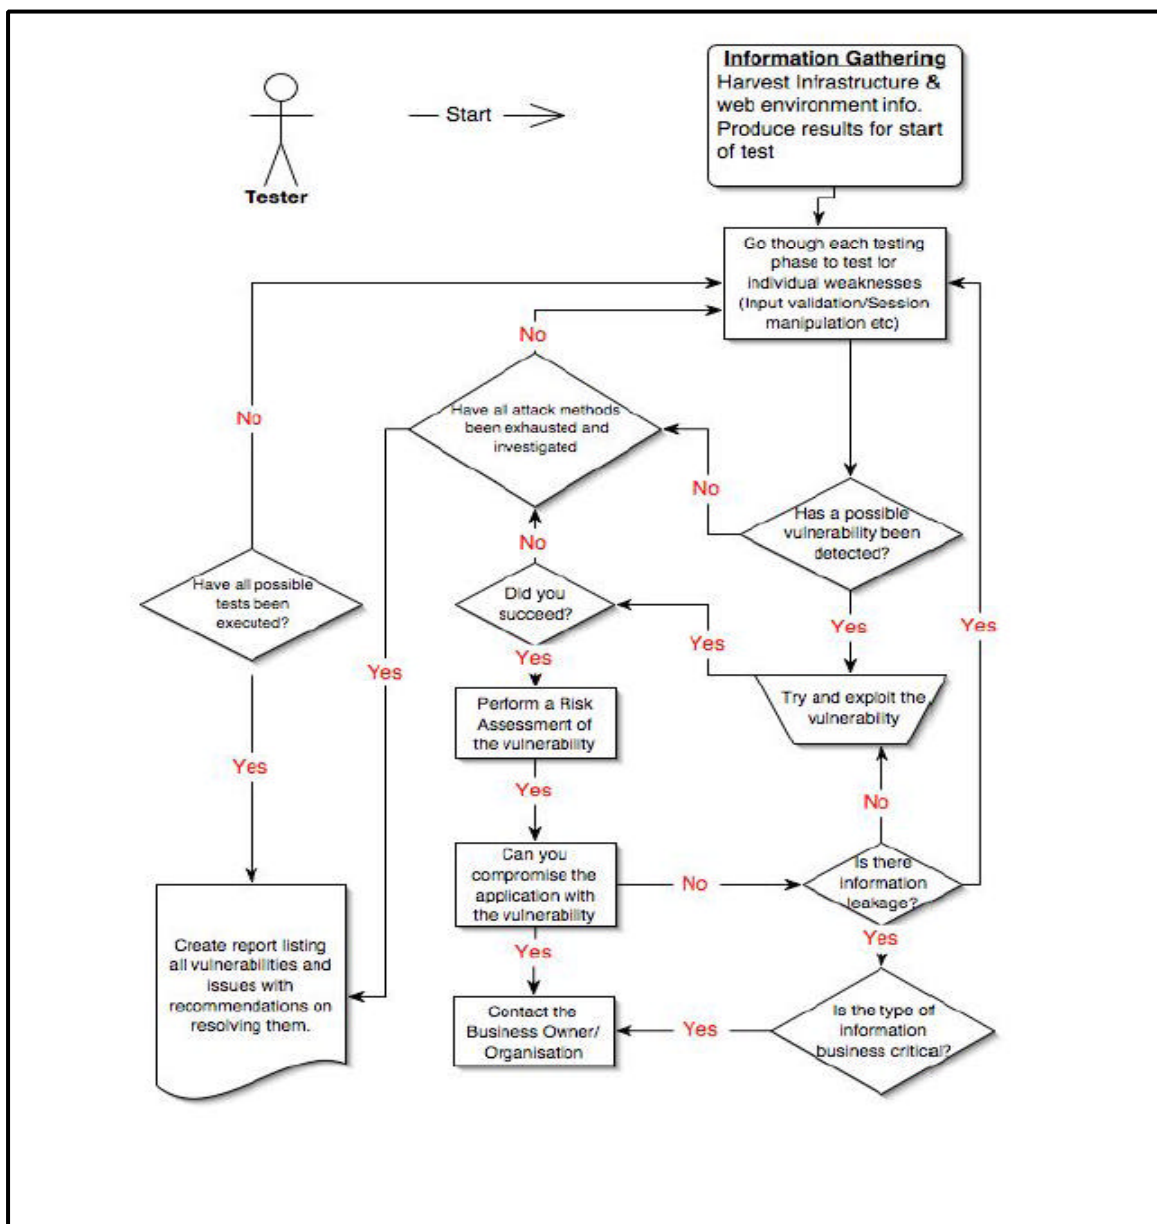 Information Gathering
Harvest Infrastructure &
web environment info.
Produce results for start
of test
Start
Tester
Go though each testing
phase to test for
individual weaknesses
(Input validation/Session
manipulation etc)
No
No
Have all attack methods
been exhausted and
investigated
No
Has a possible
vulnerability been
detected?
No
Have all possible
tests been
executed?
Did you
succeed?
Yes
Yes
Yes
Yes
Yes
Perform a Risk
Assessment of
the vulnerability
Try and exploit the
vulnerability
Yes
Yes
No
Can you
compromise the
application with
the vulnerability
No
Is there
information
leakage?
Yes
Yes
Create report listing
all vulnerabilities and
issues with
recommendations on
resolving them.
Contact the
Business Owner/
Organisation
Yes
Is the type of
information
business critical?